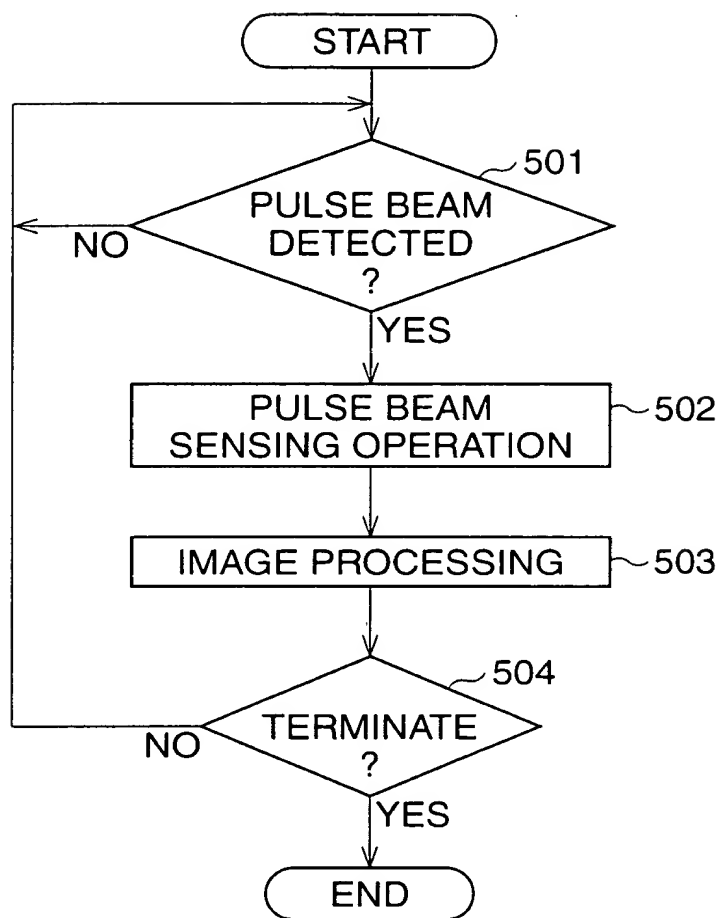 START
501
PULSE BEAM
DETECTED
?
NO
YES
PULSE BEAM
SENSING OPERATION
502
IMAGE PROCESSING
503
504
TERMINATE
?
NO
YES
END